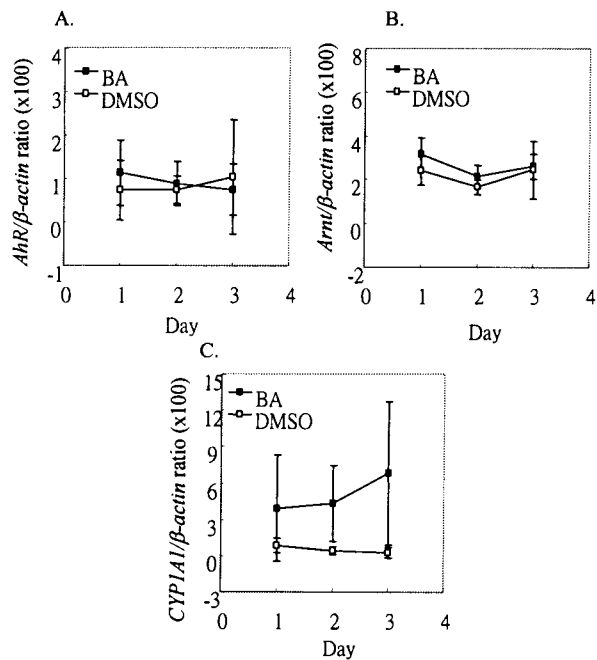 A.
AhR/β-actin ratio (x100)
4
3
2
1
0
-1
BA
DMSO
0 1 2 3 4
Day
B.
Arnt/β-actin ratio (x100)
8
6
4
2
0
-2
BA
DMSO
0 1 2 3 4
Day
C.
CYP1A1/β-actin ratio (x100)
15
12
9
6
3
0
-3
BA
DMSO
0 1 2 3 4
Day